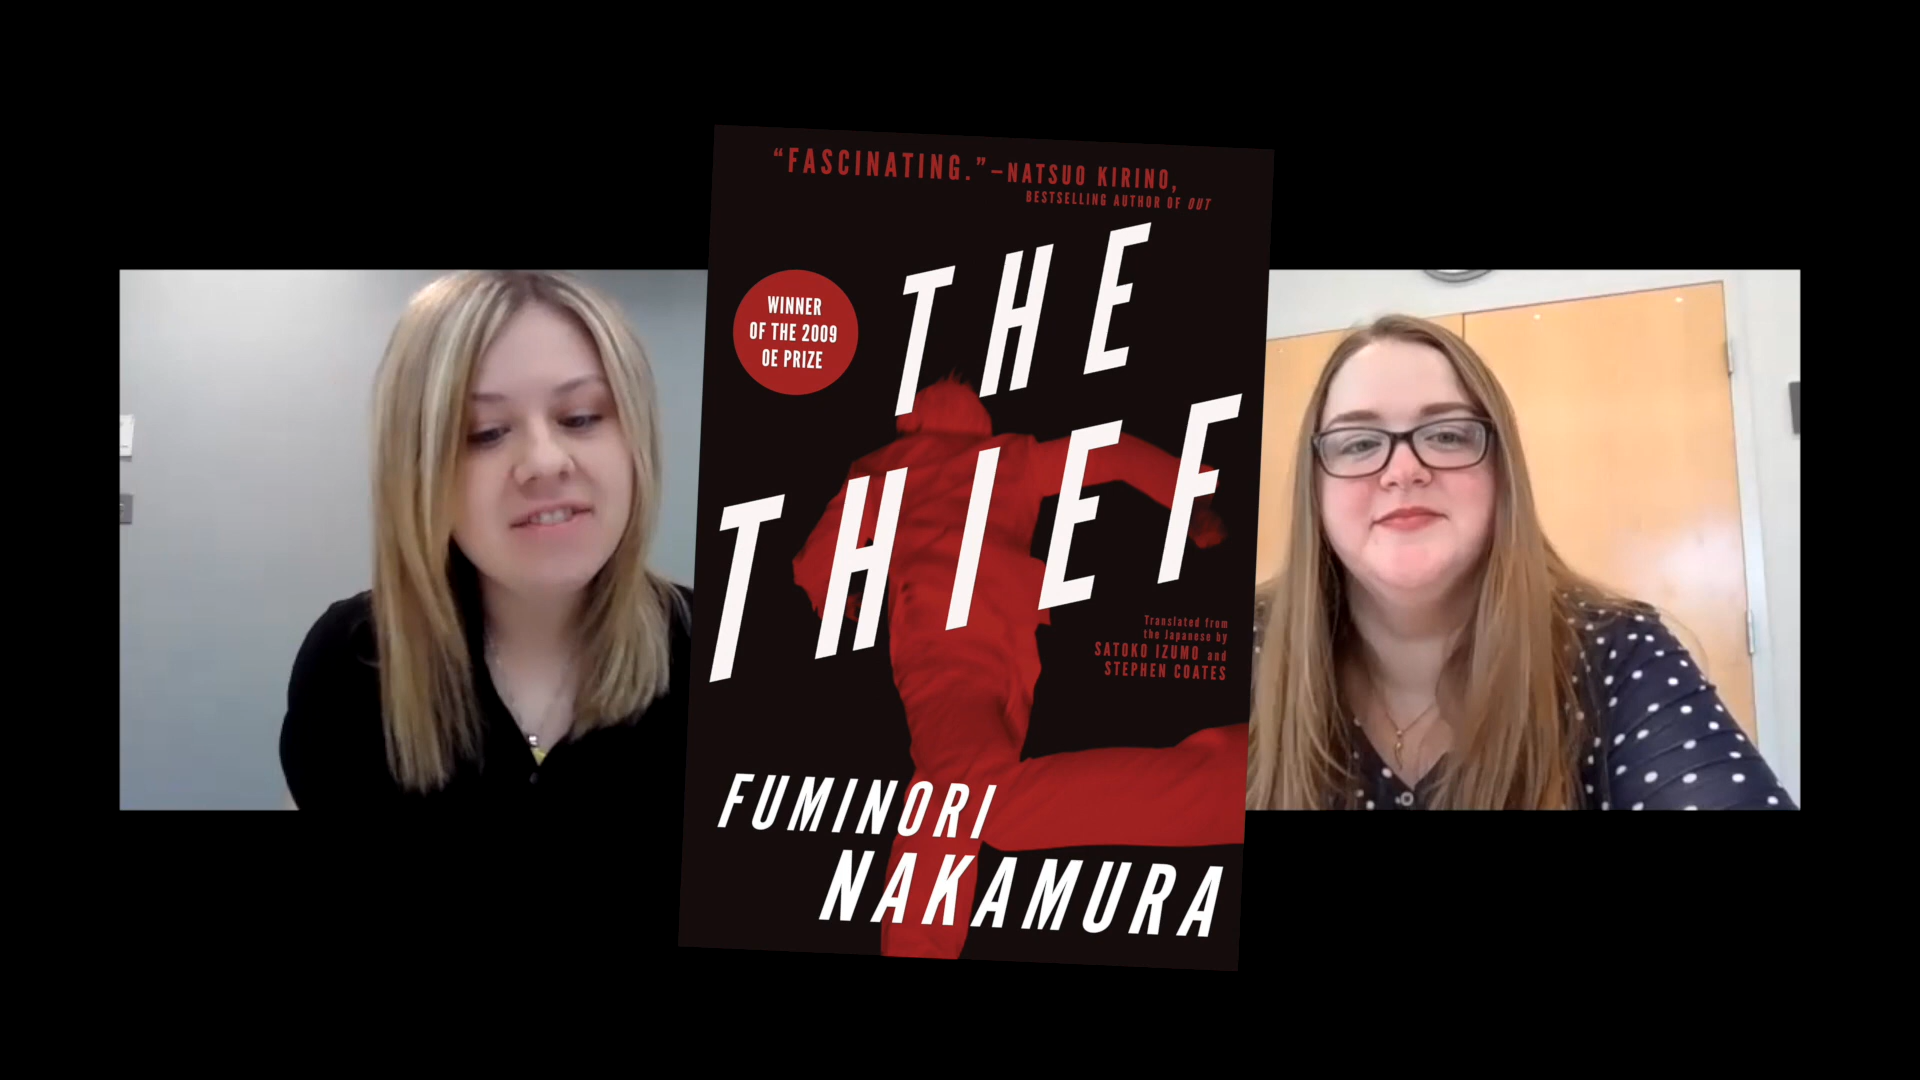 “FASCINATING.”—NATSUO KIRINO,
BESTSELLING AUTHOR OF OUT
THE
WINNER
OF THE 2009
OE PRIZE
THIEF
Translated from
the Japanese by
SATOKO IZUMO and
STEPHEN COATES
FUMINORI
NAKAMURA